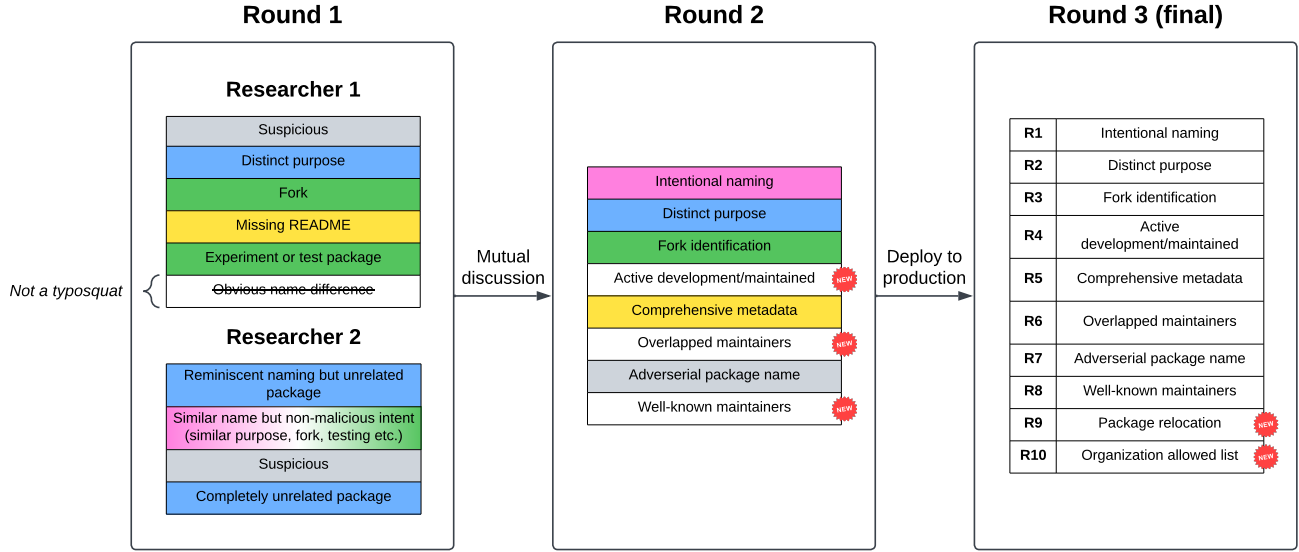 Round 1
Researcher 1
Suspicious
Distinct purpose
Fork
Missing README
Experiment or test package
Not a typosquat
Obvious name difference
Researcher 2
Reminiscent naming but unrelated
package
Similar name but non-malicious intent
(similar purpose, fork, testing etc.)
Suspicious
Completely unrelated package
Mutual
discussion
Round 2
Intentional naming
Distinct purpose
Fork identification
Active development/maintained
NEW
Comprehensive metadata
Overlapped maintainers
NEW
Adverserial package name
Well-known maintainers
NEW
Deploy to
production
Round 3 (final)
R1 Intentional naming
R2 Distinct purpose
R3 Fork identification
R4 Active
development/maintained
R5 Comprehensive metadata
R6 Overlapped maintainers
R7 Adverserial package name
R8 Well-known maintainers
R9 Package relocation
NEW
R10 Organization allowed list
NEW